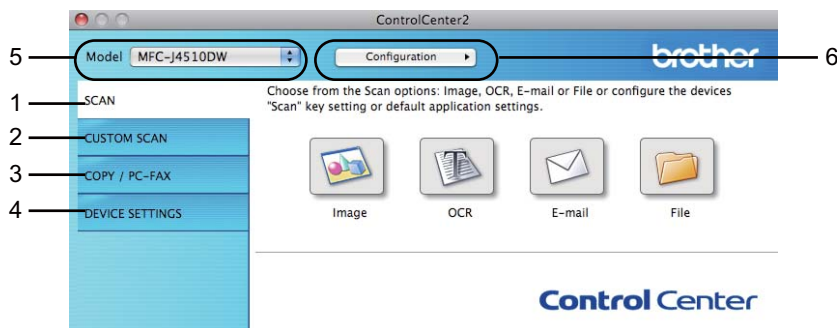 ControlCenter2
5
Model MFC-J4510DW
Configuration
brother
6
1
SCAN
Choose from the Scan options: Image, OCR, E-mail or File or configure the devices
"Scan" key setting or default application settings.
2
CUSTOM SCAN
3
COPY / PC-FAX
4
DEVICE SETTINGS
Image
OCR
E-mail
File
Control Center